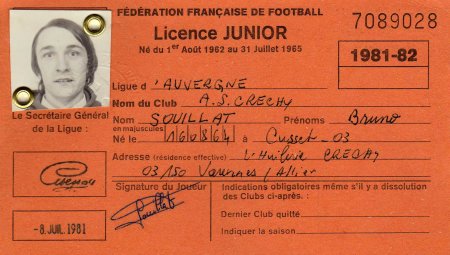 FÉDÉRATION FRANÇAISE DE FOOTBALL
7089028
Licence JUNIOR
Né du 1er Août 1962 au 31 Juillet 1965
1981-82
Ligue d'AUVERGNE
Nom du Club A.S. CRECHY
NOM SOUILLAT Prénoms Bruno
en majuscules
Né le 160864 à Cusset-03
Adresse (résidence effective) L'Huilerie CRECHY
03150 Varennes / Allier
Le Secrétaire Général
de la Ligue :
Signature du Joueur
Indications obligatoires même s'il y a dissolution
des Clubs ci-après :
Dernier Club quitté
Indiquer la saison
-8. JUIL. 1981